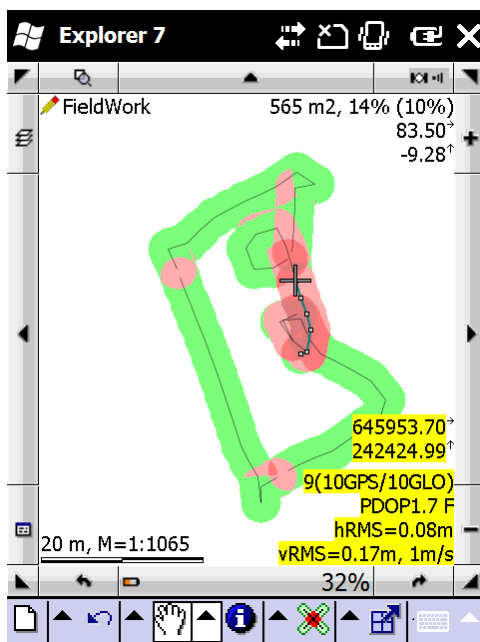 Explorer 7
FieldWork
565 m2, 14% (10%)
83.50→
-9.28↑
645953.70→
242424.99↑
9(10GPS/10GLO)
PDOP1.7 F
hRMS=0.08m
vRMS=0.17m, 1m/s
20 m, M=1:1065
32%